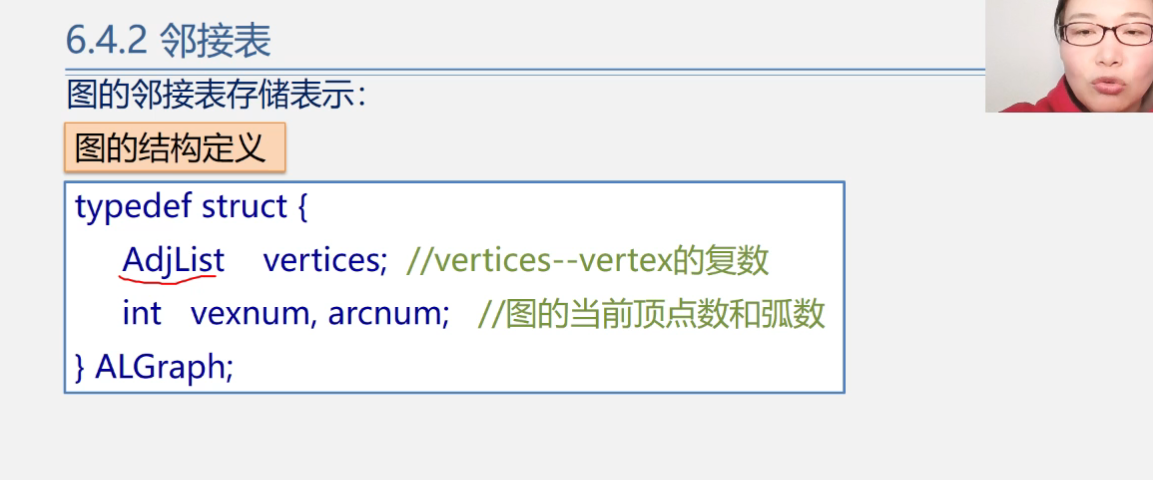 6.4.2 邻接表
图的邻接表存储表示：
图的结构定义
typedef struct {
AdjList vertices; //vertices--vertex的复数
int vexnum, arcnum; //图的当前顶点数和弧数
} ALGraph;